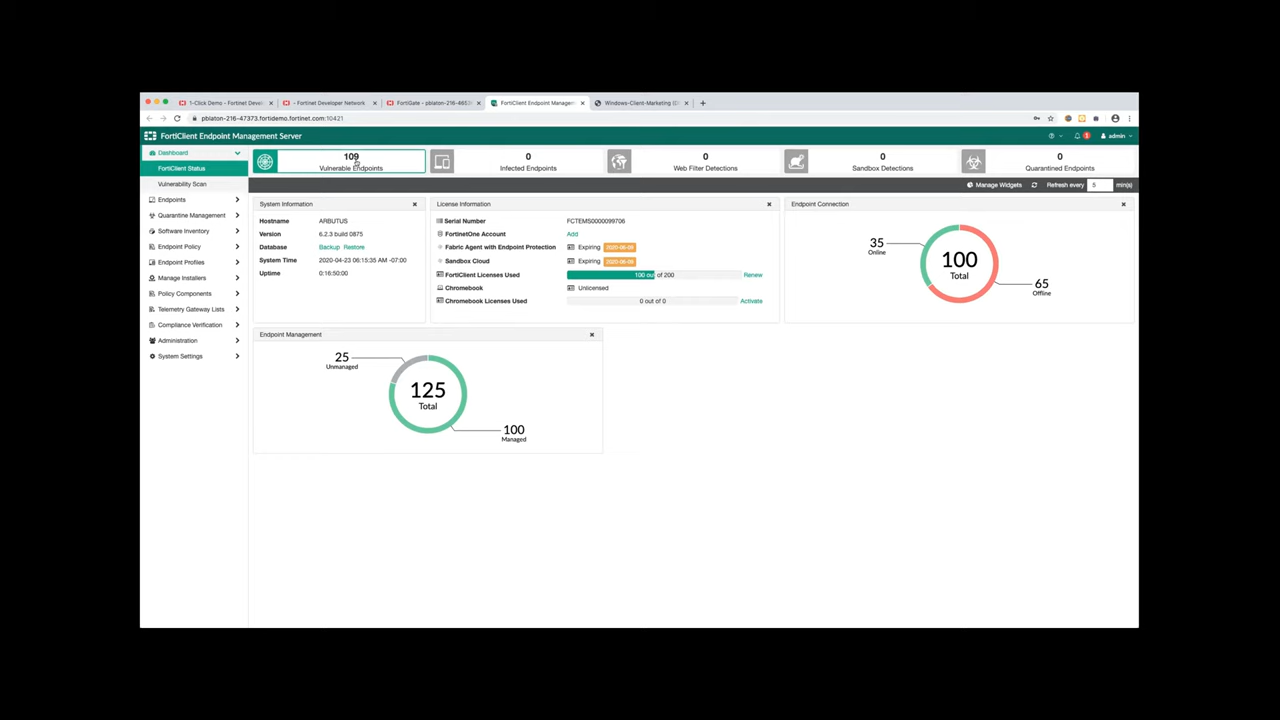 1-Click Demo - Fortinet Devel
- Fortinet Developer Network
FortiGate - pblaton-216-4653
FortiClient Endpoint Managem
Windows-Client-Marketing
pblaton-216-47373.fortidemo.fortinet.com:10421
FortiClient Endpoint Management Server
admin
Dashboard
FortiClient Status
Vulnerability Scan
Endpoints
Quarantine Management
Software Inventory
Endpoint Policy
Endpoint Profiles
Manage Installers
Policy Components
Telemetry Gateway Lists
Compliance Verification
Administration
System Settings
109
Vulnerable Endpoints
0
Infected Endpoints
0
Web Filter Detections
0
Sandbox Detections
0
Quarantined Endpoints
Manage Widgets
Refresh every 5 min(s)
System Information
Hostname ARBUTUS
Version 6.2.3 build 0875
Database Backup Restore
System Time 2020-04-23 06:15:35 AM -07:00
Uptime 0:16:50:00
License Information
Serial Number FCTEMS0000099706
FortinetOne Account Add
Fabric Agent with Endpoint Protection Expiring 2020-06-09
Sandbox Cloud Expiring 2020-06-09
FortiClient Licenses Used 100 out of 200 Renew
Chromebook Unlicensed
Chromebook Licenses Used 0 out of 0 Activate
Endpoint Connection
35
Online
100
Total
65
Offline
Endpoint Management
25
Unmanaged
125
Total
100
Managed